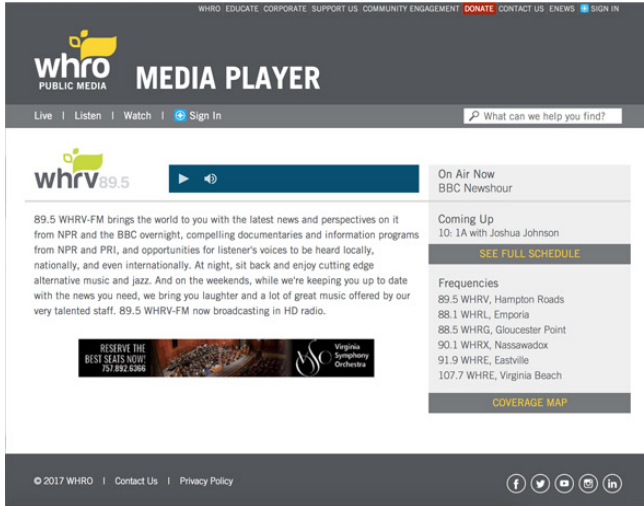 WHRO EDUCATE CORPORATE SUPPORT US COMMUNITY ENGAGEMENT DONATE CONTACT US ENEWS SIGN IN
whro
PUBLIC MEDIA
MEDIA PLAYER
Live | Listen | Watch | Sign In
What can we help you find?
whrv 89.5
On Air Now
BBC Newshour
Coming Up
10: 1A with Joshua Johnson
SEE FULL SCHEDULE
89.5 WHRV-FM brings the world to you with the latest news and perspectives on it
from NPR and the BBC overnight, compelling documentaries and information programs
from NPR and PRI, and opportunities for listener's voices to be heard locally,
nationally, and even internationally. At night, sit back and enjoy cutting edge
alternative music and jazz. And on the weekends, while we're keeping you up to date
with the news you need, we bring you laughter and a lot of great music offered by our
very talented staff. 89.5 WHRV-FM now broadcasting in HD radio.
Frequencies
89.5 WHRV, Hampton Roads
88.1 WHRL, Emporia
88.5 WHRG, Gloucester Point
90.1 WHRX, Nassawadox
91.9 WHRE, Eastville
107.7 WHRE, Virginia Beach
COVERAGE MAP
RESERVE THE
BEST SEATS NOW!
757.892.6366
VSO
Virginia
Symphony
Orchestra
© 2017 WHRO | Contact Us | Privacy Policy